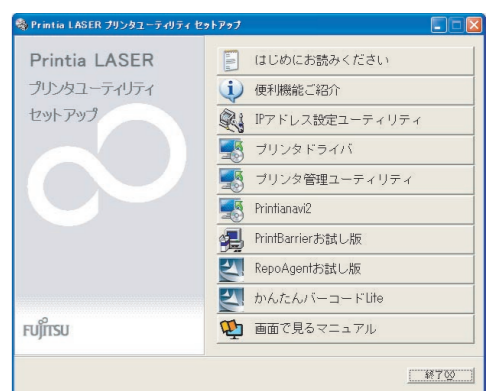 Printia LASER プリンタユーティリティ セットアップ
Printia LASER
プリンタユーティリティ
セットアップ
はじめにお読みください
便利機能ご紹介
IPアドレス設定ユーティリティ
プリンタドライバ
プリンタ管理ユーティリティ
Printianavi2
PrintBarrierお試し版
RepoAgentお試し版
かんたんバーコードLite
画面で見るマニュアル
FUJITSU
終了(X)